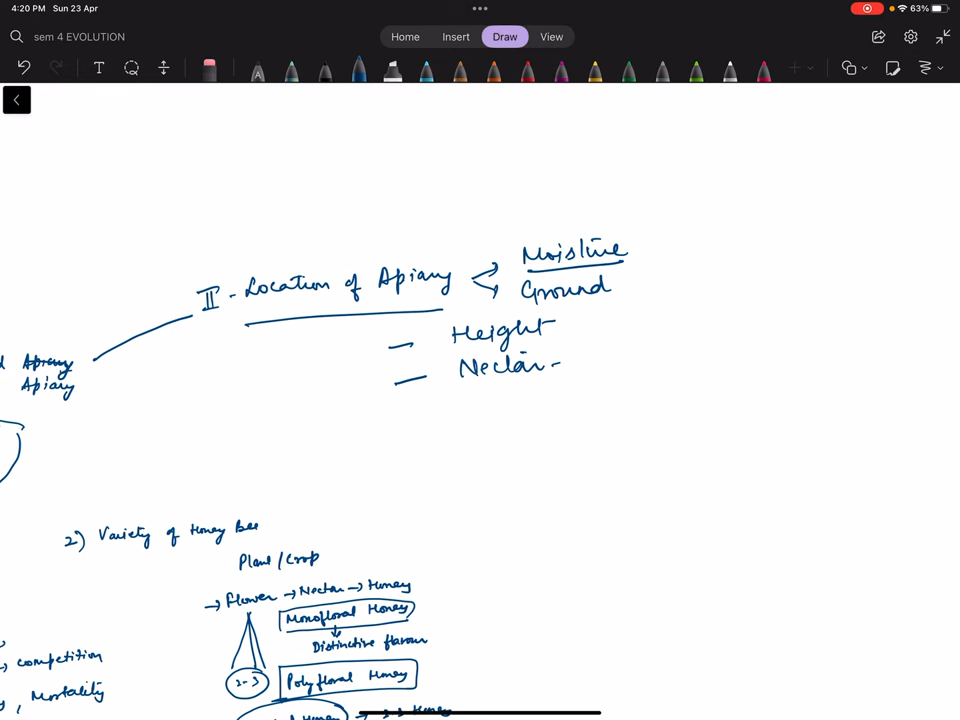 4:20 PM Sun 23 Apr
63%
sem 4 EVOLUTION
Home Insert Draw View
II - Location of Apiary
Moisture
Ground
Height
Nectar -
Apiary
Apiary
2) Variety of Honey Bee
Plant / Crop
→ Flower → Nectar → Honey
Monofloral Honey
Distinctive flavour
2-3
Polyfloral Honey
→ competition
, Mortality